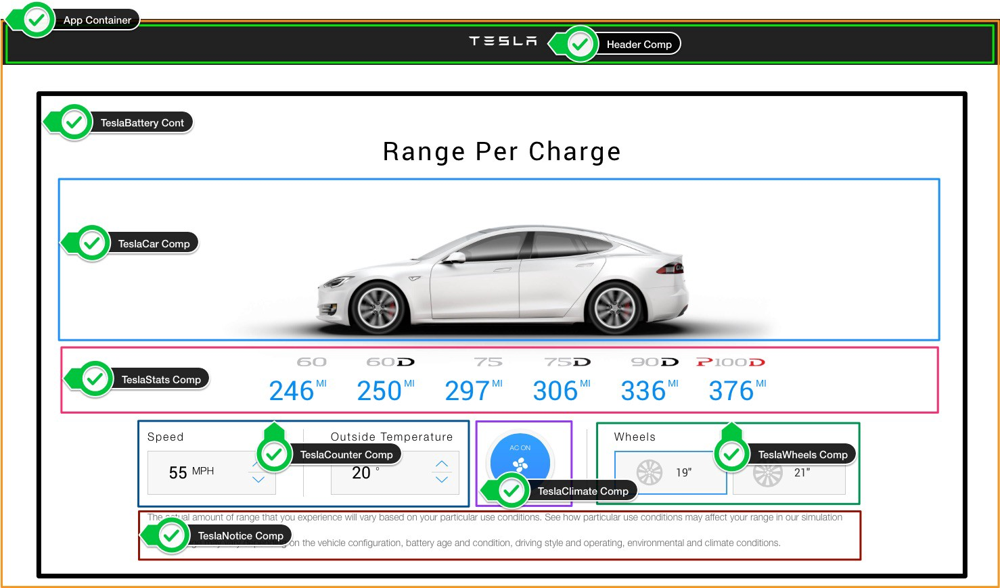 App Container
TESLA
Header Comp
TeslaBattery Cont
Range Per Charge
TeslaCar Comp
60 60D 75 75D 90D P100D
TeslaStats Comp
246 MI 250 MI 297 MI 306 MI 336 MI 376 MI
Speed Outside Temperature AC ON Wheels
TeslaCounter Comp TeslaWheels Comp
55 MPH 20 ° 19” 21”
TeslaClimate Comp
The actual amount of range that you experience will vary based on your particular use conditions. See how particular use conditions may affect your range in our simulation
TeslaNotice Comp
may vary depending on the vehicle configuration, battery age and condition, driving style and operating, environmental and climate conditions.